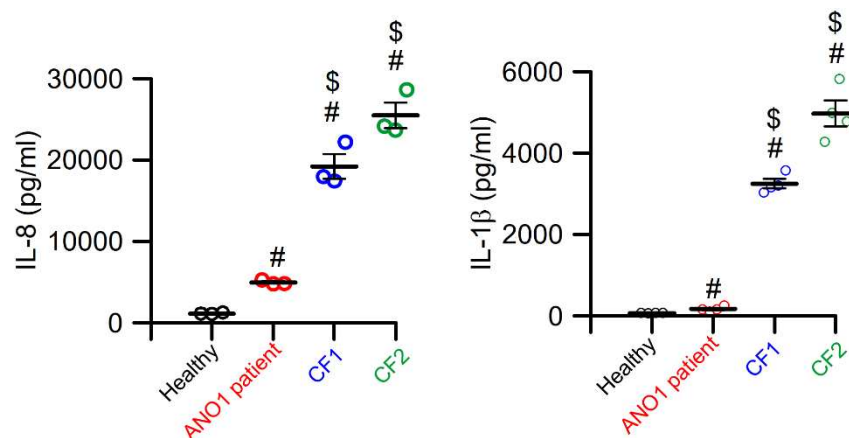 IL-8 (pg/ml)
30000
20000
10000
0
$
#
$
#
#
Healthy
ANO1 patient
CF1
CF2
IL-1β (pg/ml)
6000
4000
2000
0
$
#
$
#
#
Healthy
ANO1 patient
CF1
CF2